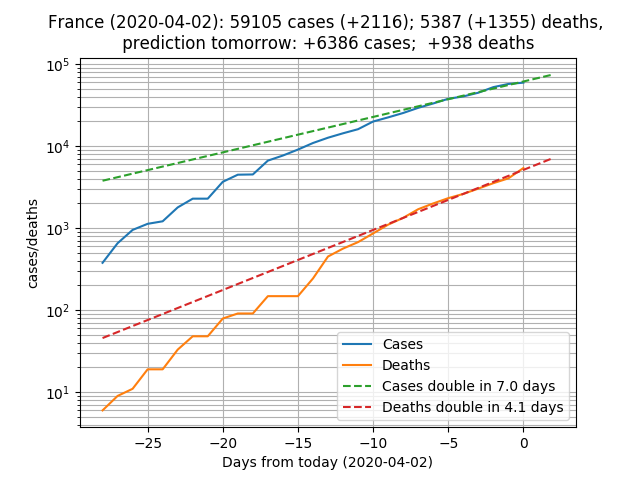 France (2020-04-02): 59105 cases (+2116); 5387 (+1355) deaths,
prediction tomorrow: +6386 cases;  +938 deaths
10^5
10^4
10^3
10^2
10^1
cases/deaths
Cases
Deaths
Cases double in 7.0 days
Deaths double in 4.1 days
−25 −20 −15 −10 −5 0
Days from today (2020-04-02)